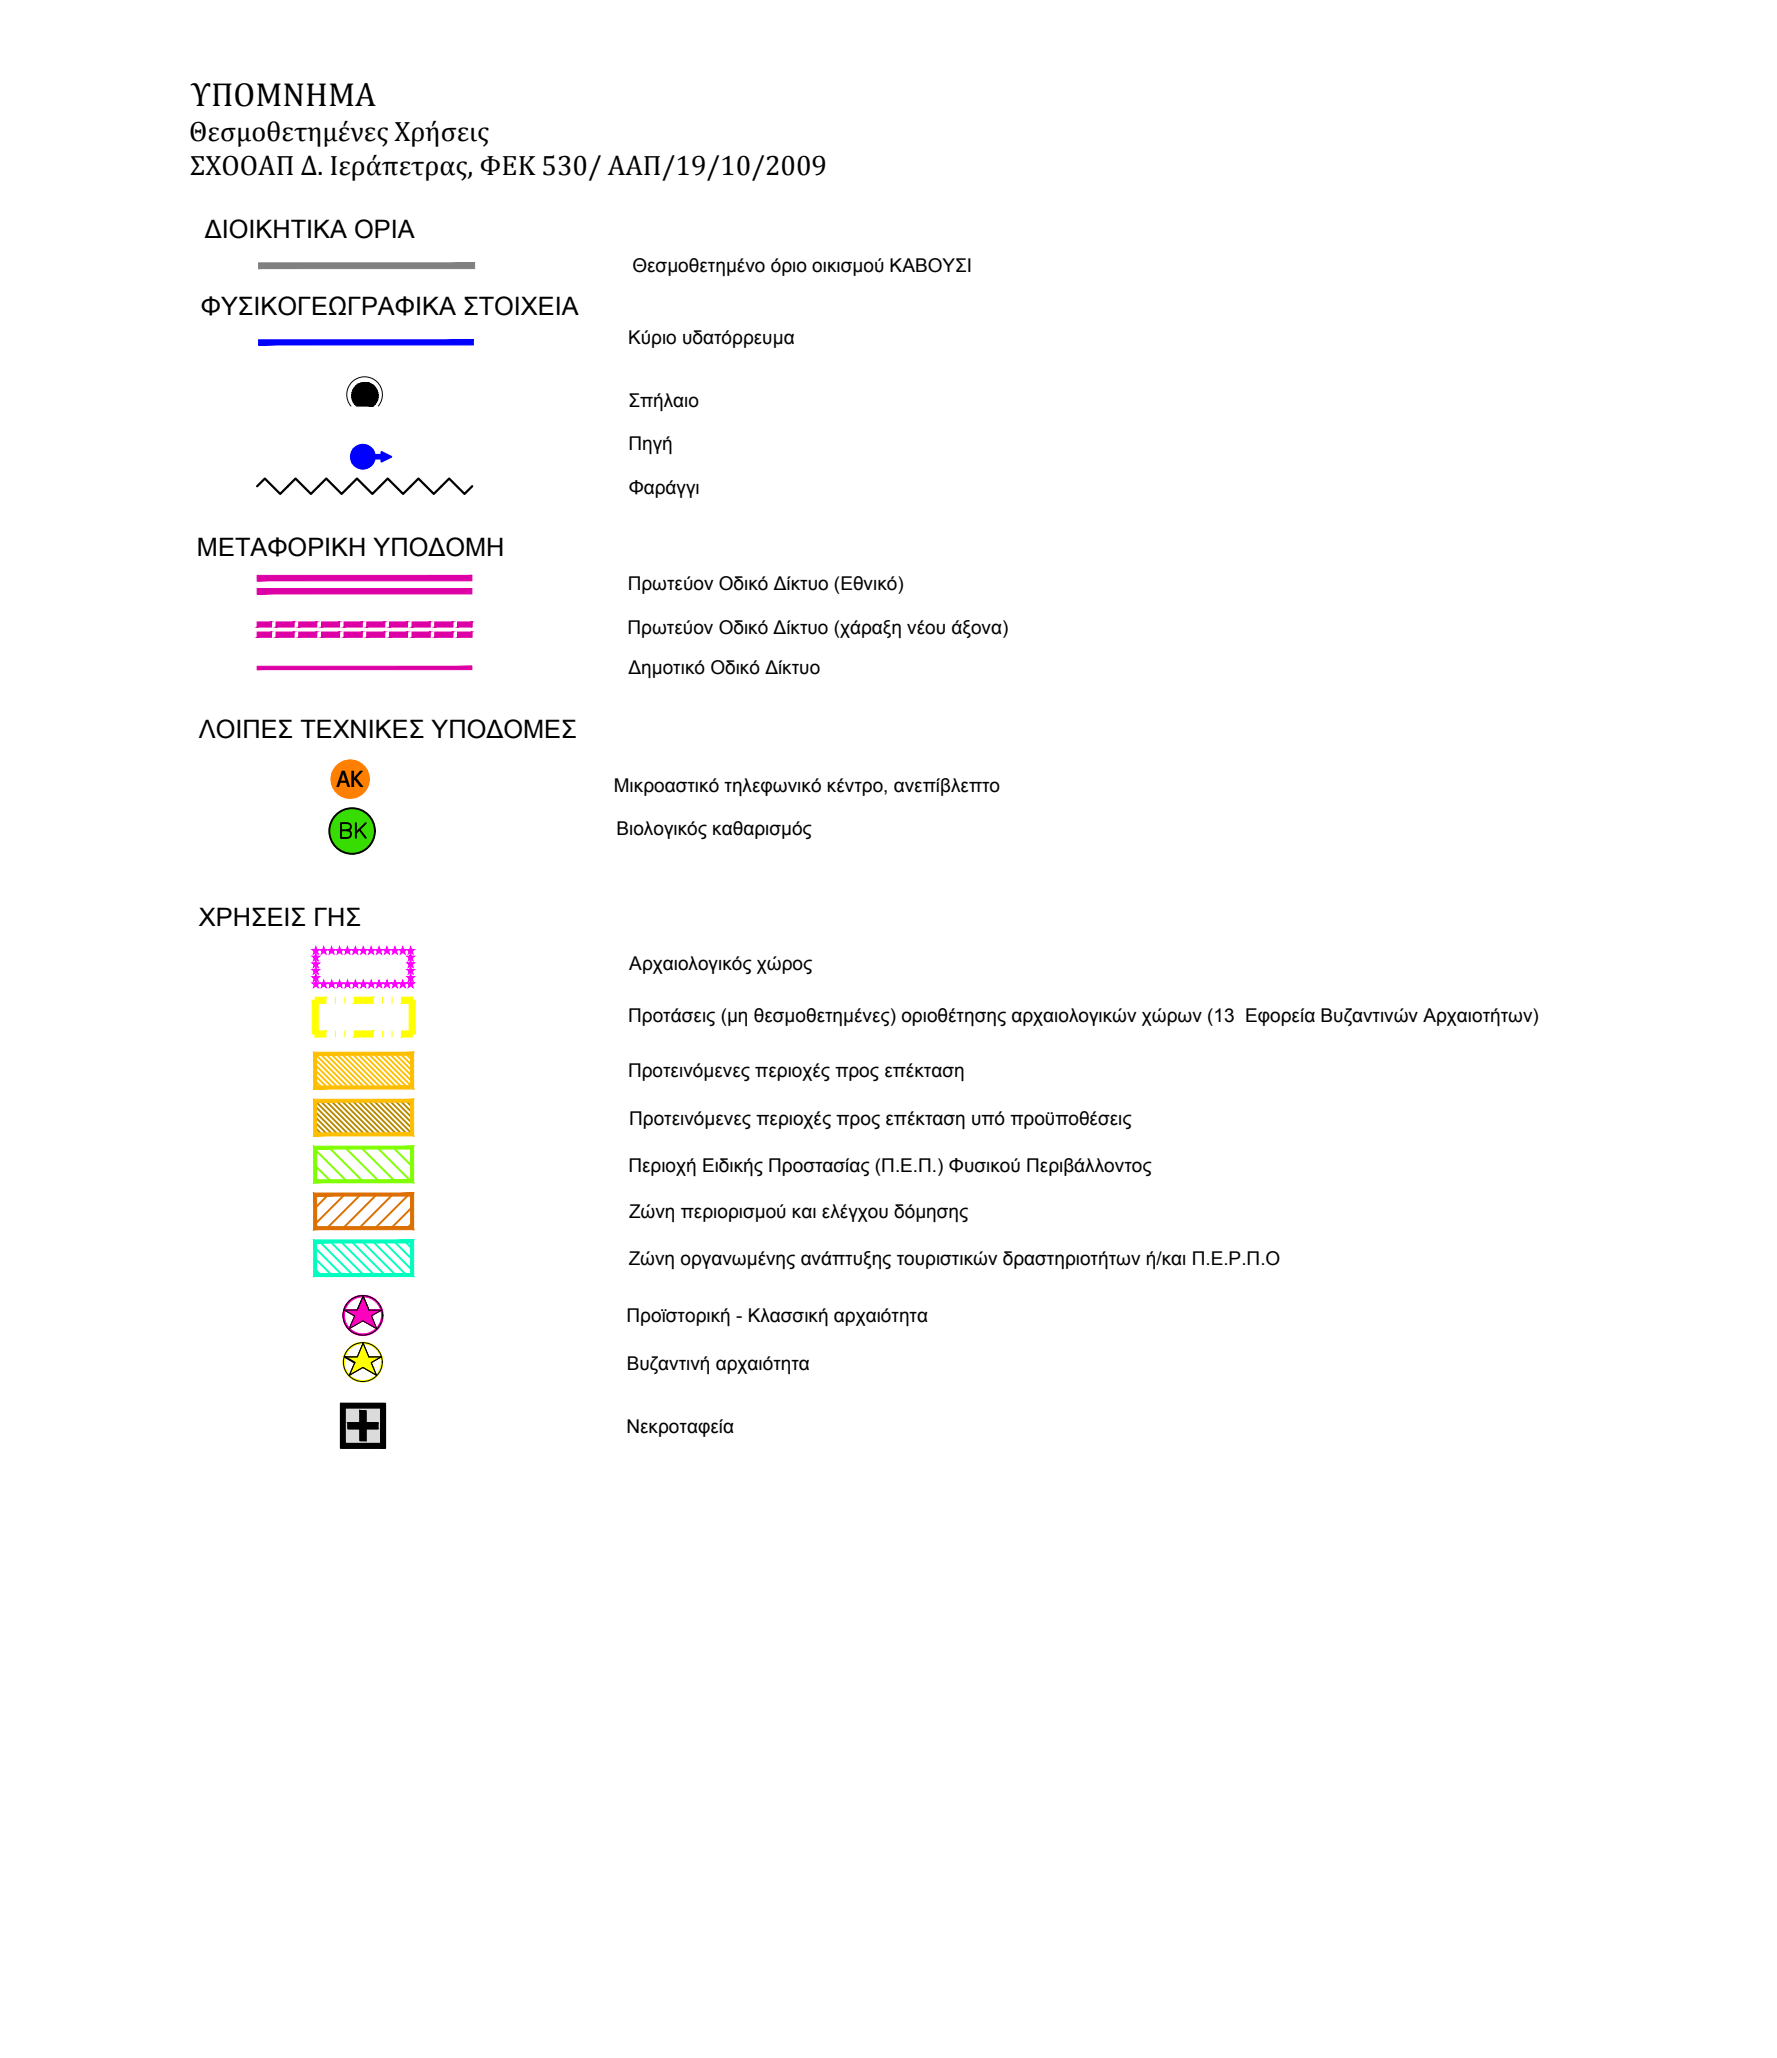 ΥΠΟΜΝΗΜΑ
Θεσμοθετημένες Χρήσεις
ΣΧΟΟΑΠ Δ. Ιεράπετρας, ΦΕΚ 530/ ΑΑΠ/19/10/2009
ΔΙΟΙΚΗΤΙΚΑ ΟΡΙΑ
Θεσμοθετημένο όριο οικισμού ΚΑΒΟΥΣΙ
ΦΥΣΙΚΟΓΕΩΓΡΑΦΙΚΑ ΣΤΟΙΧΕΙΑ
Κύριο υδατόρρευμα
Σπήλαιο
Πηγή
Φαράγγι
ΜΕΤΑΦΟΡΙΚΗ ΥΠΟΔΟΜΗ
Πρωτεύον Οδικό Δίκτυο (Εθνικό)
Πρωτεύον Οδικό Δίκτυο (χάραξη νέου άξονα)
Δημοτικό Οδικό Δίκτυο
ΛΟΙΠΕΣ ΤΕΧΝΙΚΕΣ ΥΠΟΔΟΜΕΣ
ΑΚ Μικροαστικό τηλεφωνικό κέντρο, ανεπίβλεπτο
ΒΚ Βιολογικός καθαρισμός
ΧΡΗΣΕΙΣ ΓΗΣ
Αρχαιολογικός χώρος
Προτάσεις (μη θεσμοθετημένες) οριοθέτησης αρχαιολογικών χώρων (13 Εφορεία Βυζαντινών Αρχαιοτήτων)
Προτεινόμενες περιοχές προς επέκταση
Προτεινόμενες περιοχές προς επέκταση υπό προϋποθέσεις
Περιοχή Ειδικής Προστασίας (Π.Ε.Π.) Φυσικού Περιβάλλοντος
Ζώνη περιορισμού και ελέγχου δόμησης
Ζώνη οργανωμένης ανάπτυξης τουριστικών δραστηριοτήτων ή/και Π.Ε.Ρ.Π.Ο
Προϊστορική - Κλασσική αρχαιότητα
Βυζαντινή αρχαιότητα
Νεκροταφεία